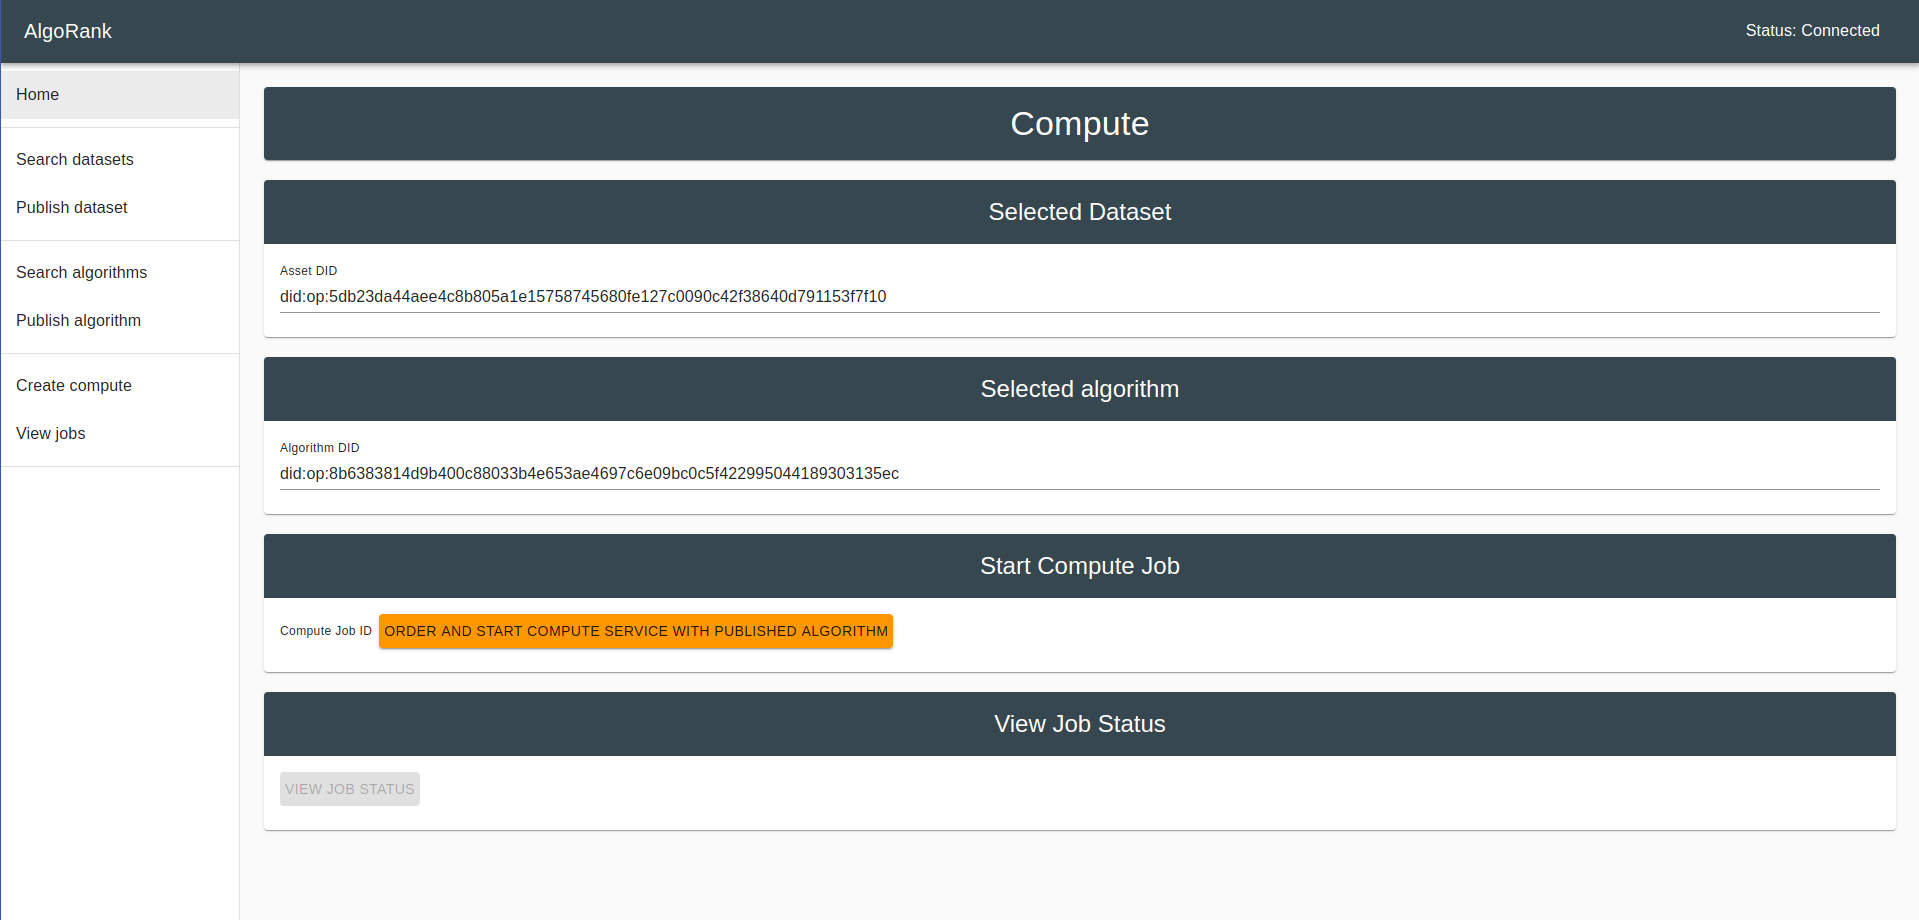 AlgoRank
Status: Connected
Home
Search datasets
Publish dataset
Search algorithms
Publish algorithm
Create compute
View jobs
Compute
Selected Dataset
Asset DID
did:op:5db23da44aee4c8b805a1e15758745680fe127c0090c42f38640d791153f7f10
Selected algorithm
Algorithm DID
did:op:8b6383814d9b400c88033b4e653ae4697c6e09bc0c5f422995044189303135ec
Start Compute Job
Compute Job ID ORDER AND START COMPUTE SERVICE WITH PUBLISHED ALGORITHM
View Job Status
VIEW JOB STATUS